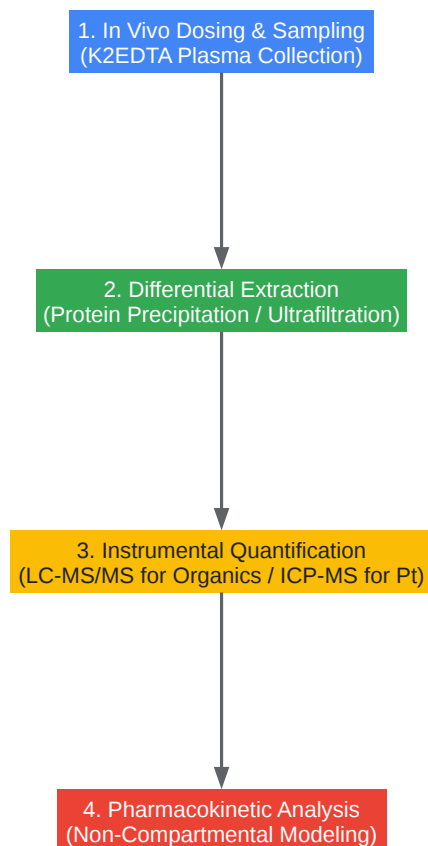 1. In Vivo Dosing & Sampling
(K2EDTA Plasma Collection)
2. Differential Extraction
(Protein Precipitation / Ultrafiltration)
3. Instrumental Quantification
(LC-MS/MS for Organics / ICP-MS for Pt)
4. Pharmacokinetic Analysis
(Non-Compartmental Modeling)